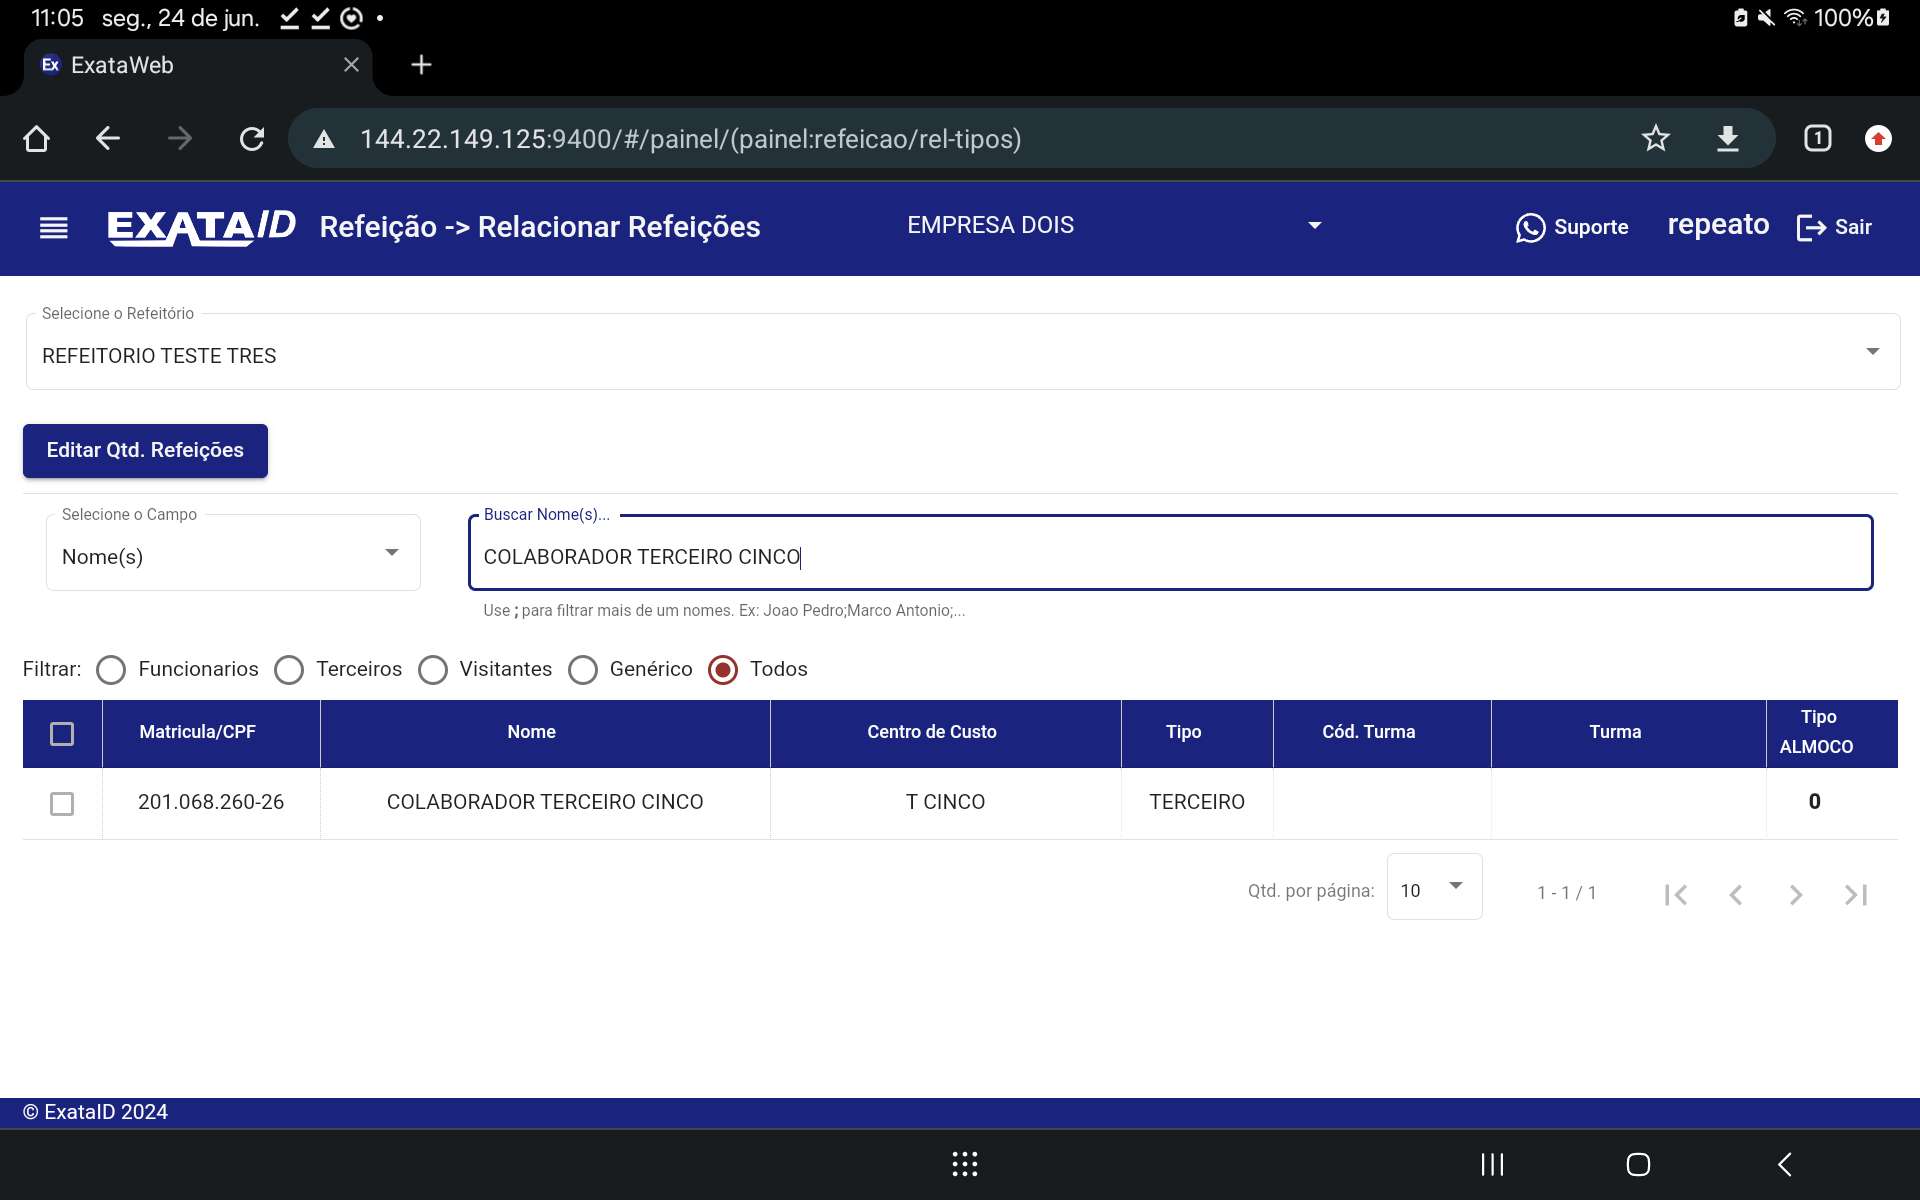 11:05 seg., 24 de jun.
100%
Ex ExataWeb
144.22.149.125:9400/#/painel/(painel:refeicao/rel-tipos)
1
EXATAID Refeição -> Relacionar Refeições EMPRESA DOIS Suporte repeato Sair
Selecione o Refeitório
REFEITORIO TESTE TRES
Editar Qtd. Refeições
Selecione o Campo
Nome(s)
Buscar Nome(s)...
COLABORADOR TERCEIRO CINCO
Use ; para filtrar mais de um nomes. Ex: Joao Pedro;Marco Antonio;...
Filtrar: Funcionarios Terceiros Visitantes Genérico Todos
Matricula/CPF Nome Centro de Custo Tipo Cód. Turma Turma Tipo ALMOCO
201.068.260-26 COLABORADOR TERCEIRO CINCO T CINCO TERCEIRO 0
Qtd. por página: 10 1 - 1 / 1
© ExataID 2024